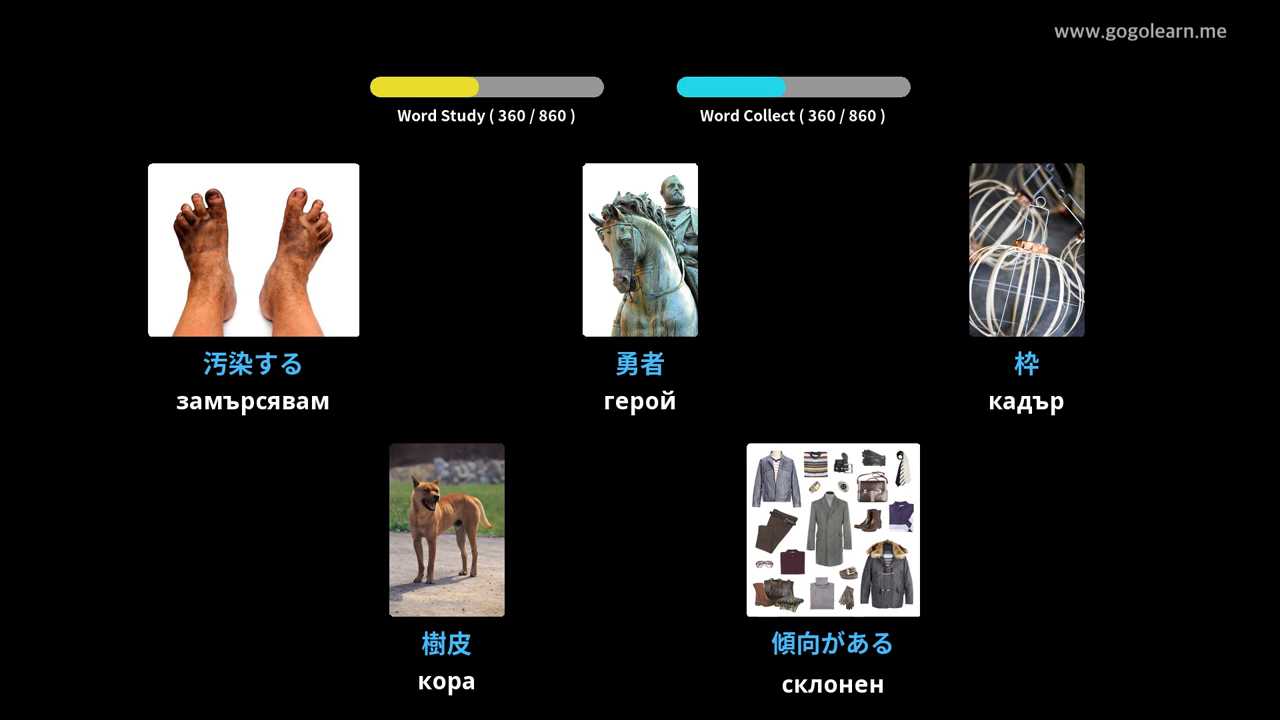 www.gogolearn.me
Word Study ( 360 / 860 )
Word Collect ( 360 / 860 )
汚染する
замърсявам
勇者
герой
枠
кадър
樹皮
кора
傾向がある
склонен